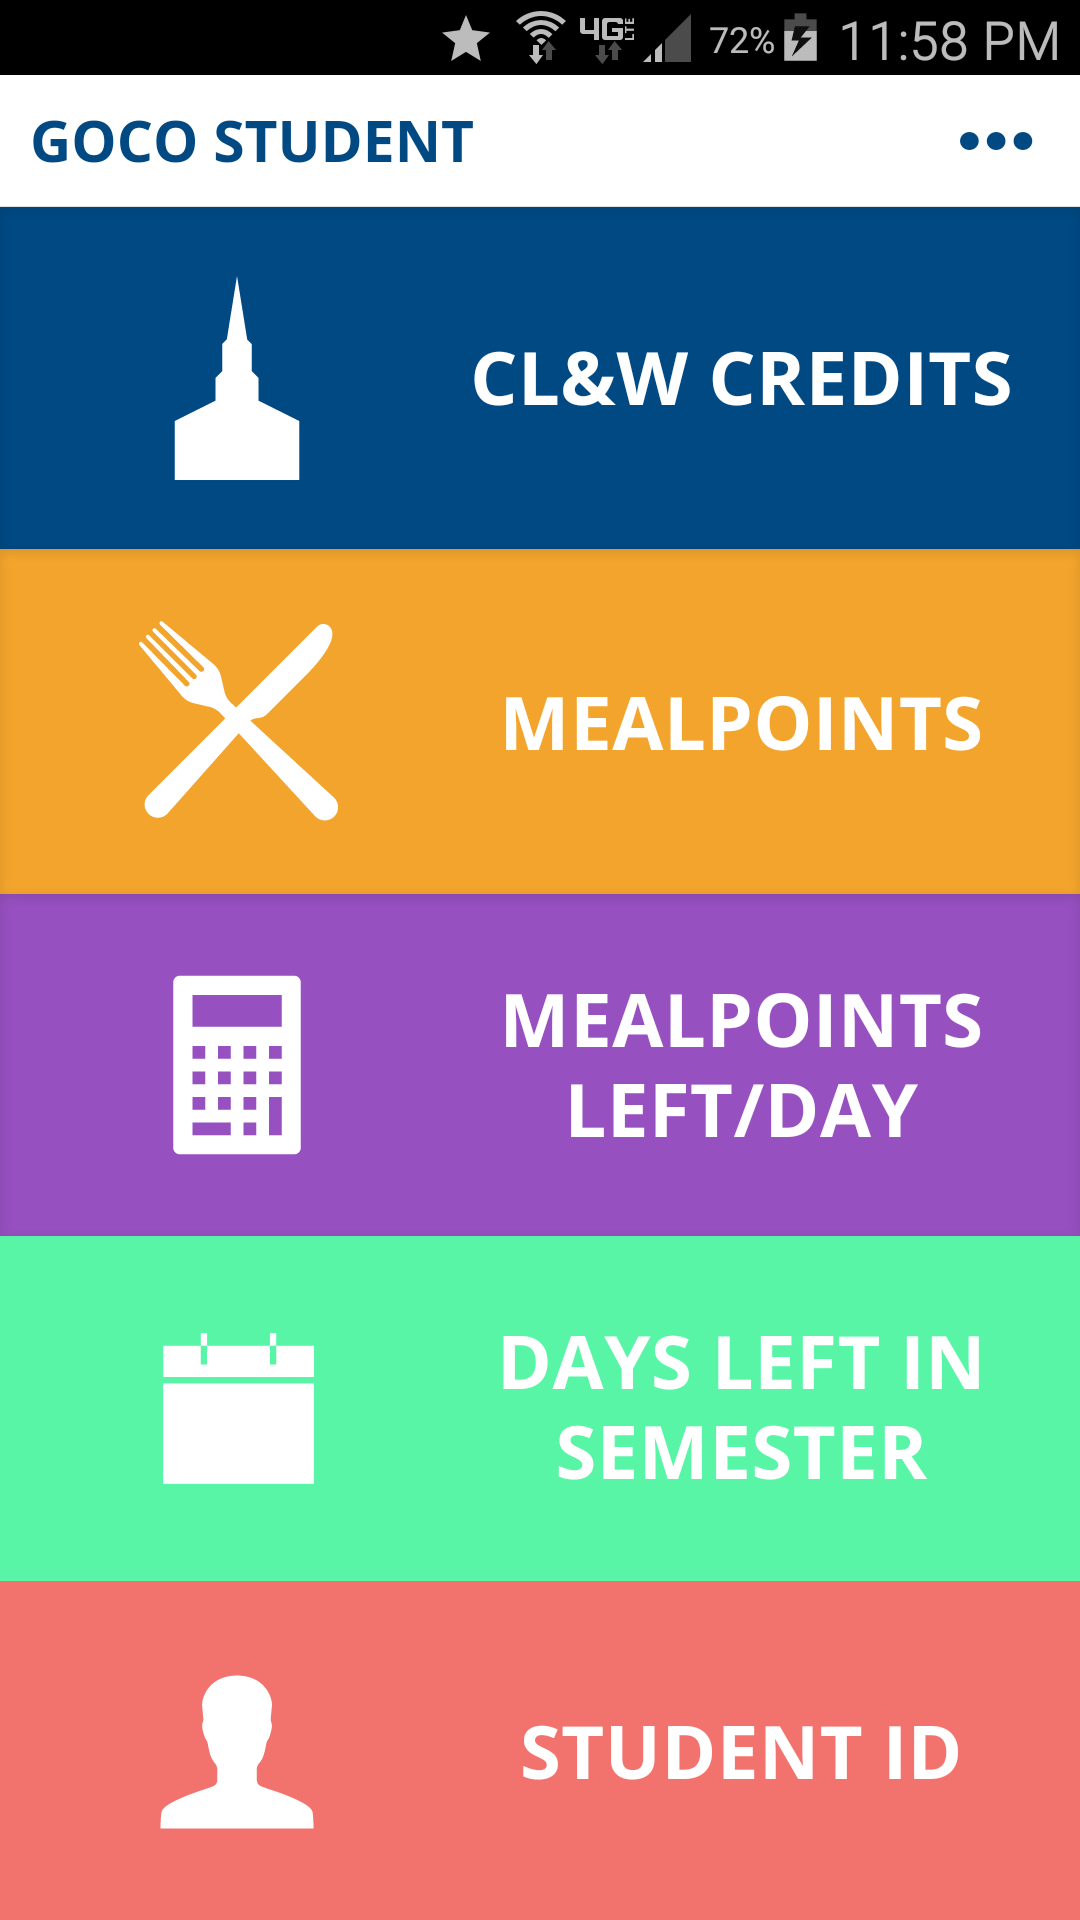 4G LTE 72% 11:58 PM
GOCO STUDENT
CL&W CREDITS
MEALPOINTS
MEALPOINTS
LEFT/DAY
DAYS LEFT IN
SEMESTER
STUDENT ID